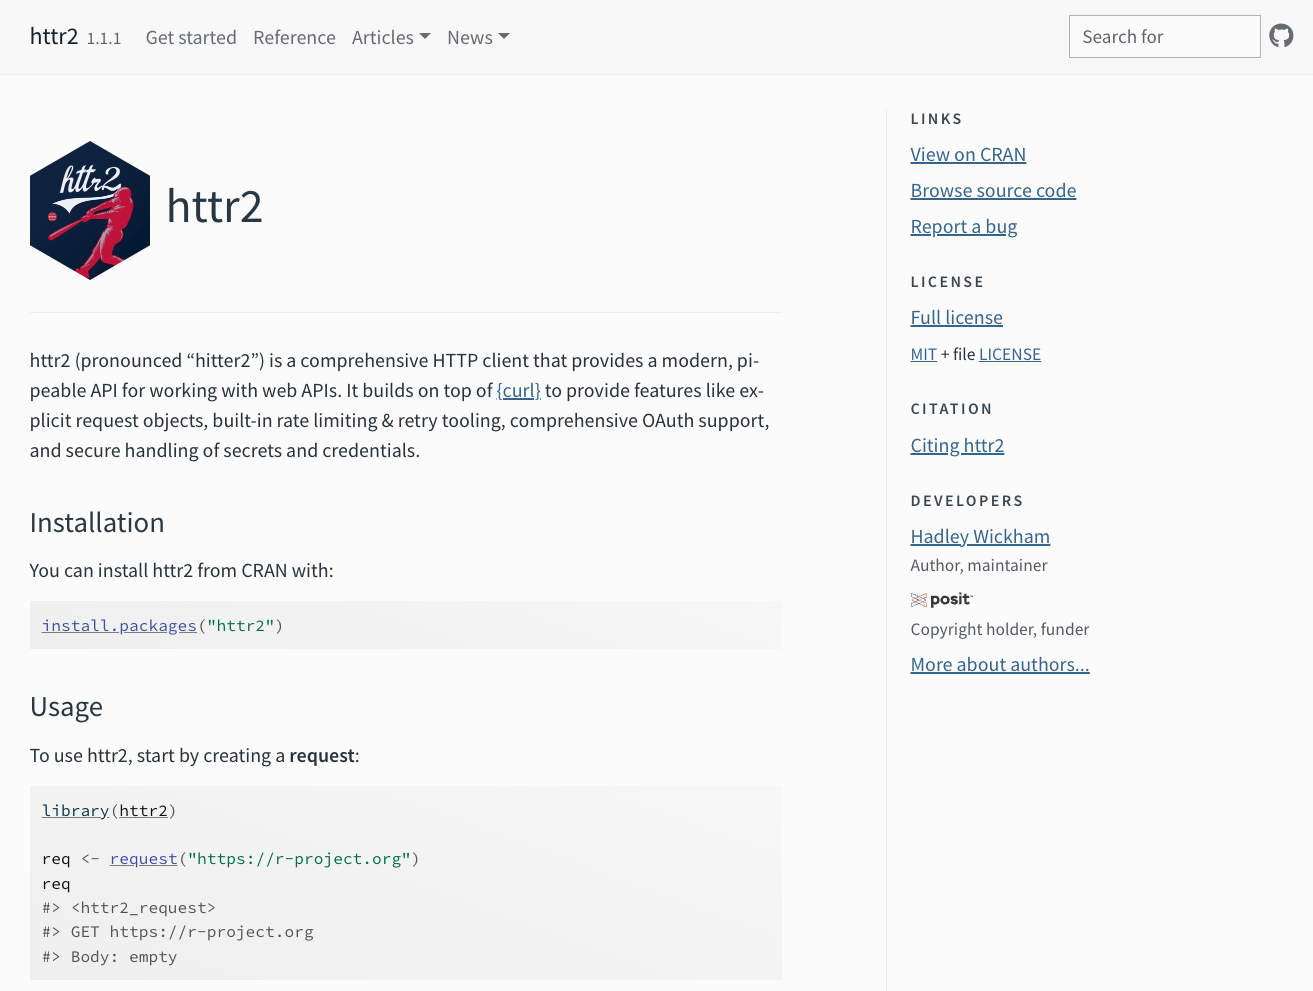 httr2 1.1.1 Get started Reference Articles News Search for
httr2
httr2
httr2 (pronounced “hitter2”) is a comprehensive HTTP client that provides a modern, pi-
peable API for working with web APIs. It builds on top of {curl} to provide features like ex-
plicit request objects, built-in rate limiting & retry tooling, comprehensive OAuth support,
and secure handling of secrets and credentials.
Installation
You can install httr2 from CRAN with:
install.packages("httr2")
Usage
To use httr2, start by creating a request:
library(httr2)
req <- request("https://r-project.org")
req
#> <httr2_request>
#> GET https://r-project.org
#> Body: empty
LINKS
View on CRAN
Browse source code
Report a bug
LICENSE
Full license
MIT + file LICENSE
CITATION
Citing httr2
DEVELOPERS
Hadley Wickham
Author, maintainer
posit
Copyright holder, funder
More about authors...